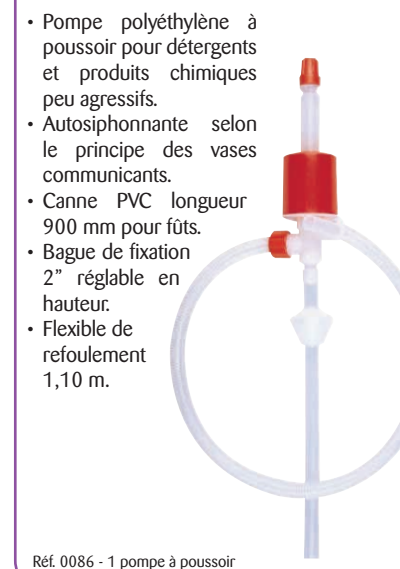 • Pompe polyéthylène à
poussoir pour détergents
et produits chimiques
peu agressifs.
• Autosiphonnante selon
le principe des vases
communicants.
• Canne PVC longueur
900 mm pour fûts.
• Bague de fixation
2” réglable en
hauteur.
• Flexible de
refoulement
1,10 m.
Réf. 0086 - 1 pompe à poussoir